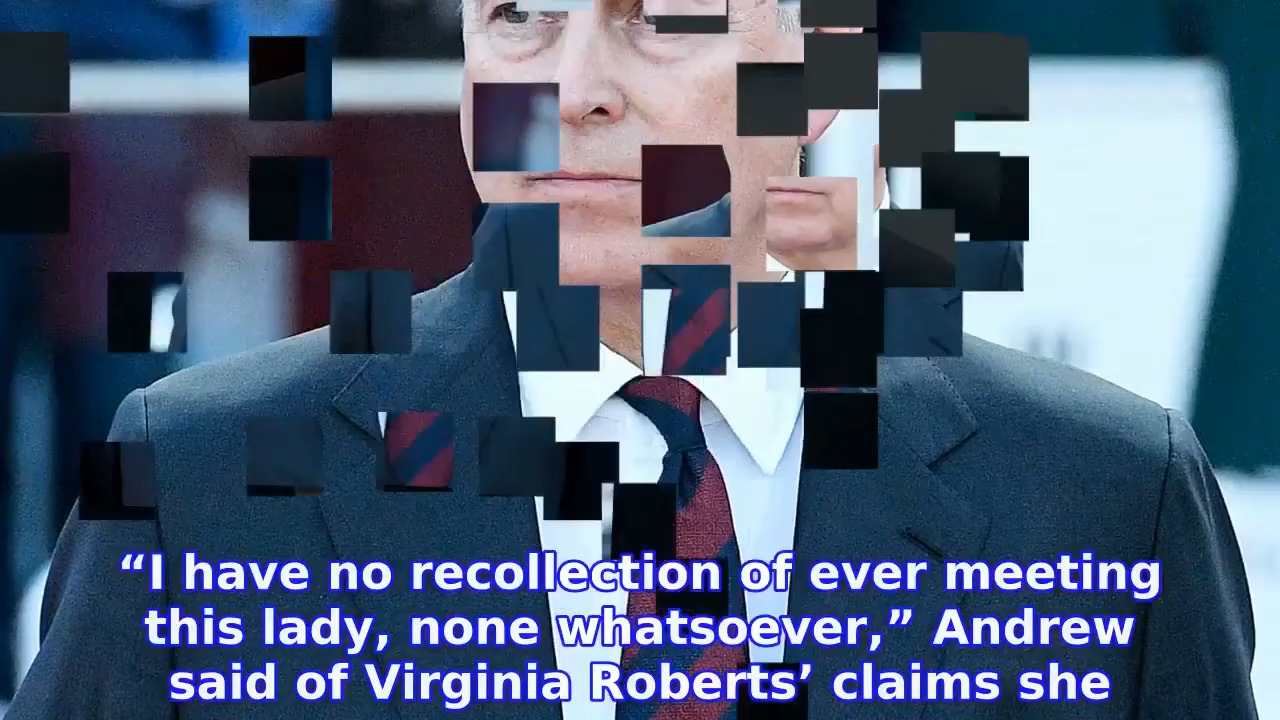 “I have no recollection of ever meeting
this lady, none whatsoever,” Andrew
said of Virginia Roberts’ claims she